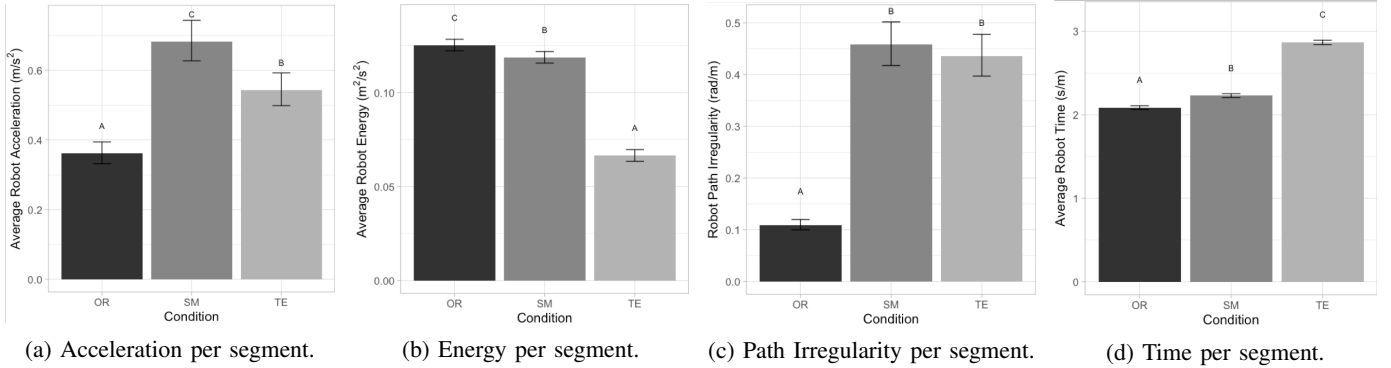 Average Robot Acceleration (m/s²)
0.6
0.4
0.2
0.0
C
B
A
OR SM TE
Condition
(a) Acceleration per segment.
Average Robot Energy (m²/s²)
0.10
0.05
0.00
C
B
A
OR SM TE
Condition
(b) Energy per segment.
Robot Path Irregularity (rad/m)
0.5
0.4
0.3
0.2
0.1
0.0
B
B
A
OR SM TE
Condition
(c) Path Irregularity per segment.
Average Robot Time (s/m)
3
2
1
0
C
B
A
OR SM TE
Condition
(d) Time per segment.